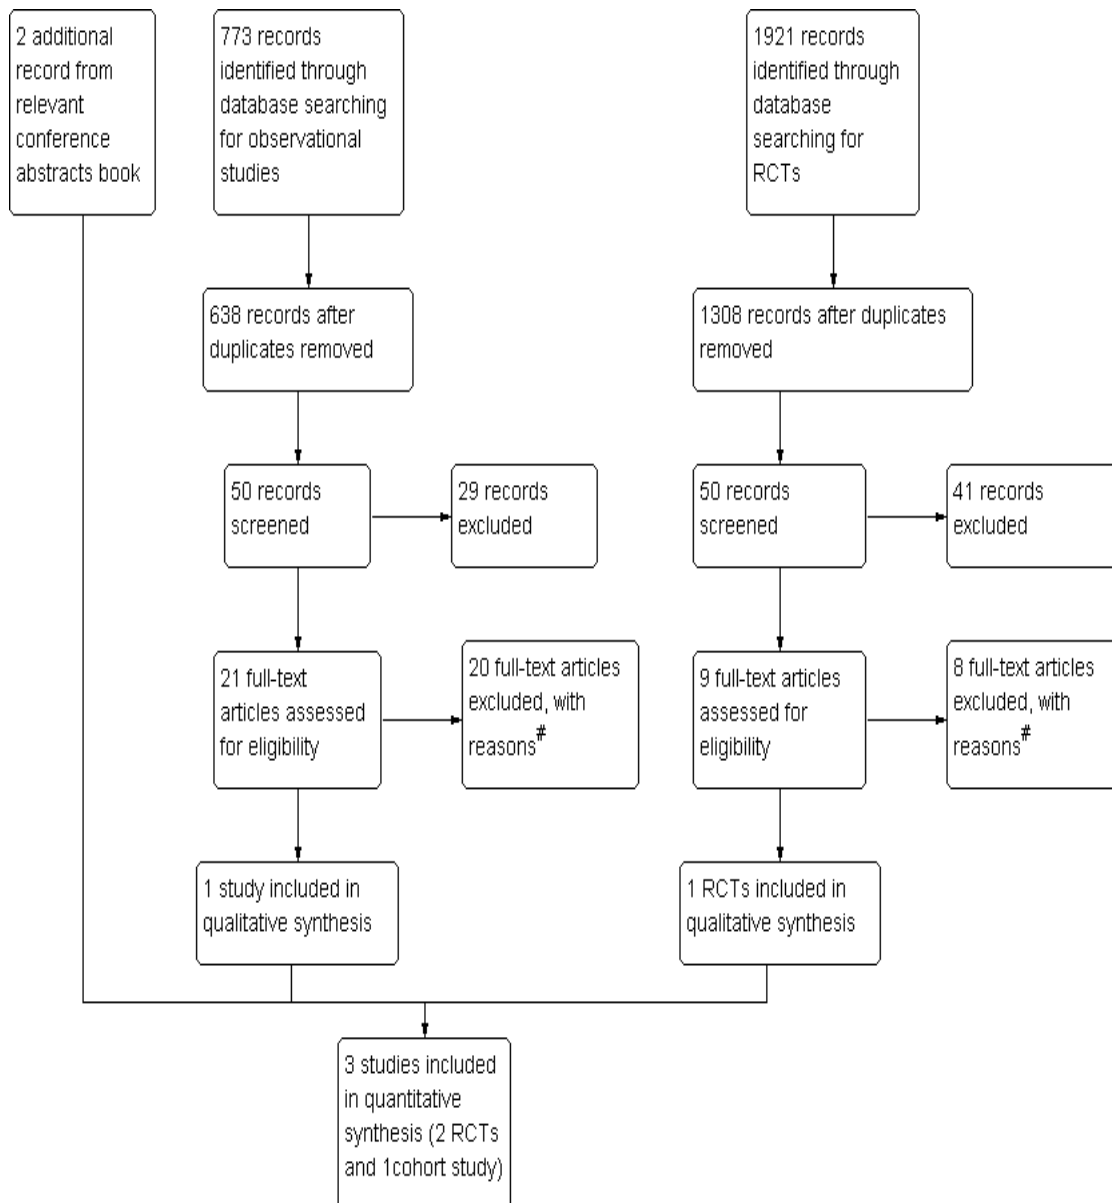 2 additional
record from
relevant
conference
abstracts book
773 records
identified through
database searching
for observational
studies
1921 records
identified through
database
searching for
RCTs
638 records after
duplicates removed
1308 records after duplicates
removed
50 records
screened
29 records
excluded
50 records
screened
41 records
excluded
21 full-text
articles assessed
for eligibility
20 full-text articles
excluded, with
reasons#
9 full-text articles
assessed for
eligibility
8 full-text articles
excluded, with
reasons#
1 study included in
qualitative synthesis
1 RCTs included in
qualitative synthesis
3 studies included
in quantitative
synthesis (2 RCTs
and 1cohort study)